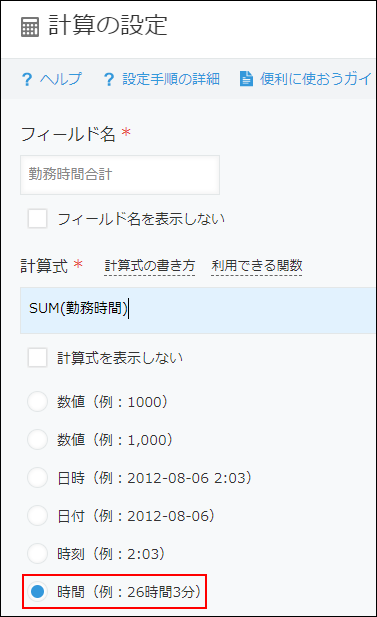 計算の設定
? ヘルプ ? 設定手順の詳細 便利に使おうガイ
フィールド名 *
勤務時間合計
フィールド名を表示しない
計算式 * 計算式の書き方 利用できる関数
SUM(勤務時間)
計算式を表示しない
数値（例：1000）
数値（例：1,000）
日時（例：2012-08-06 2:03）
日付（例：2012-08-06）
時刻（例：2:03）
時間（例：26時間3分）